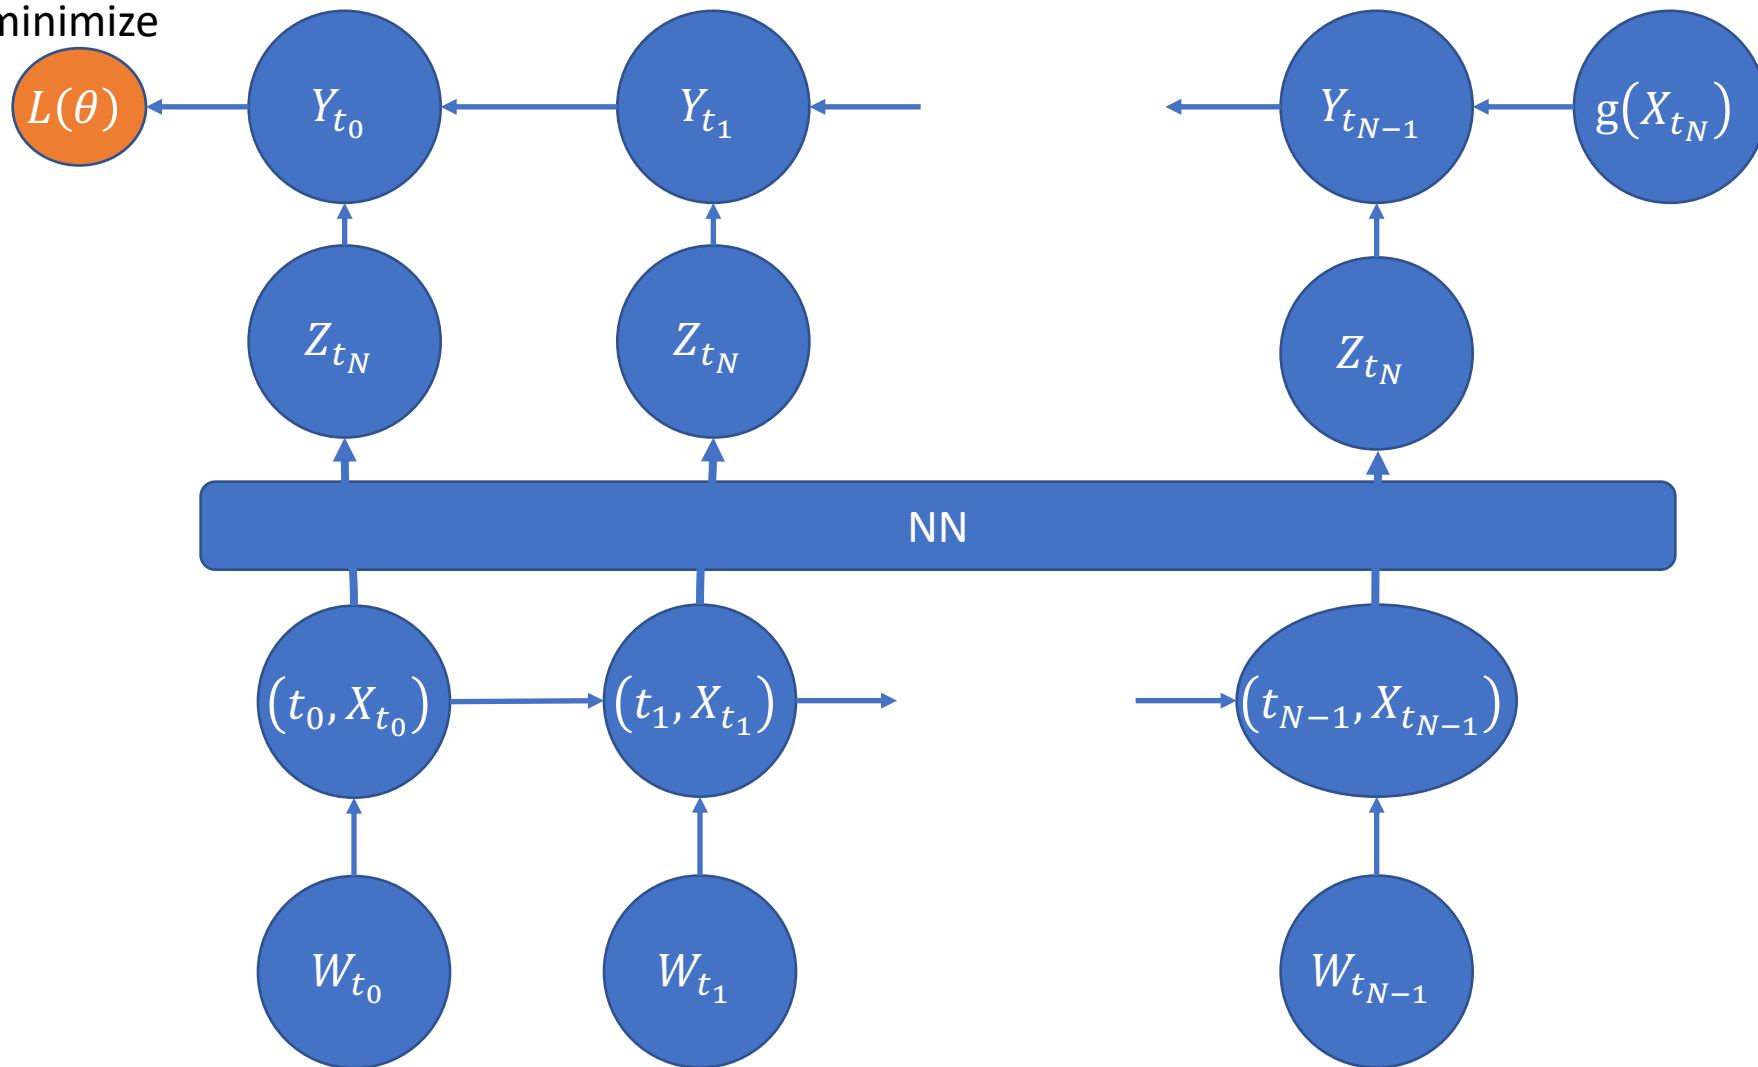 minimize
L(θ)
Y_{t_0}
Y_{t_1}
Y_{t_{N-1}}
g(X_{t_N})
Z_{t_N}
Z_{t_N}
Z_{t_N}
NN
(t_0, X_{t_0})
(t_1, X_{t_1})
(t_{N-1}, X_{t_{N-1}})
W_{t_0}
W_{t_1}
W_{t_{N-1}}